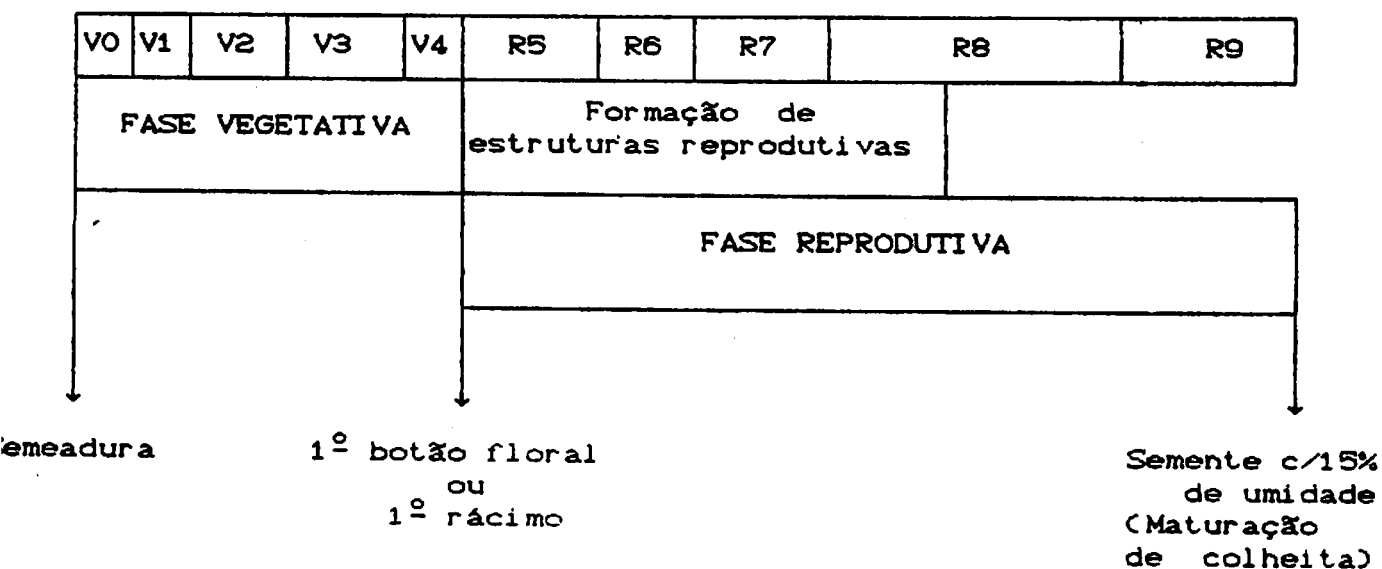 V0 V1 V2 V3 V4 R5 R6 R7 R8 R9
FASE VEGETATIVA
Formação de
estruturas reprodutivas
FASE REPRODUTIVA
emeadura
1º botão floral
ou
1º rácimo
Semente c/15%
de umidade
(Maturação
de colheita)